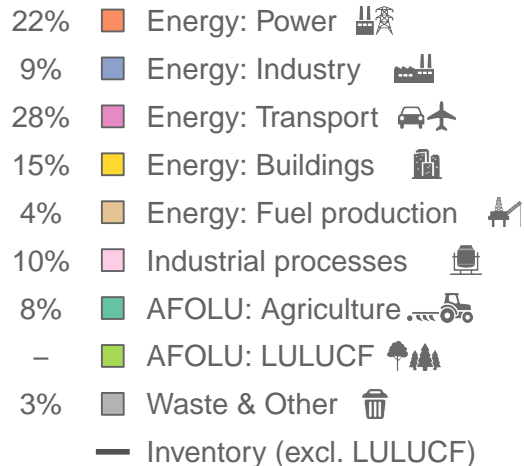 22% Energy: Power
9% Energy: Industry
28% Energy: Transport
15% Energy: Buildings
4% Energy: Fuel production
10% Industrial processes
8% AFOLU: Agriculture
– AFOLU: LULUCF
3% Waste & Other
Inventory (excl. LULUCF)